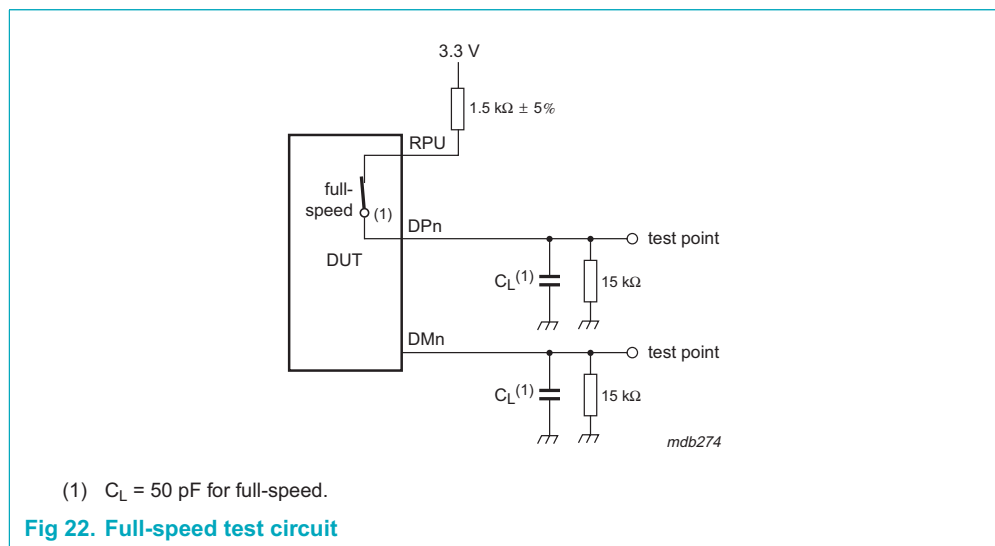 3.3 V
1.5 kΩ ± 5%
RPU
full-
speed
(1)
DPn
test point
DUT
C_L(1)
15 kΩ
DMn
test point
C_L(1)
15 kΩ
mdb274
(1) C_L = 50 pF for full-speed.
Fig 22. Full-speed test circuit